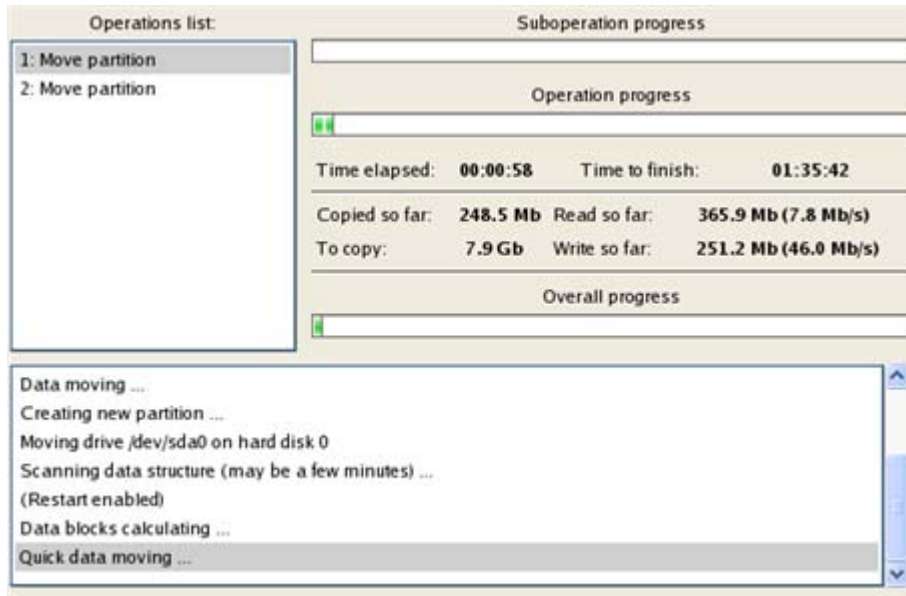 Operations list:
1: Move partition
2: Move partition
Suboperation progress
Operation progress
Time elapsed: 00:00:58 Time to finish: 01:35:42
Copied so far: 248.5 Mb Read so far: 365.9 Mb (7.8 Mb/s)
To copy: 7.9 Gb Write so far: 251.2 Mb (46.0 Mb/s)
Overall progress
Data moving ...
Creating new partition ...
Moving drive /dev/sda0 on hard disk 0
Scanning data structure (may be a few minutes) ...
(Restart enabled)
Data blocks calculating ...
Quick data moving ...